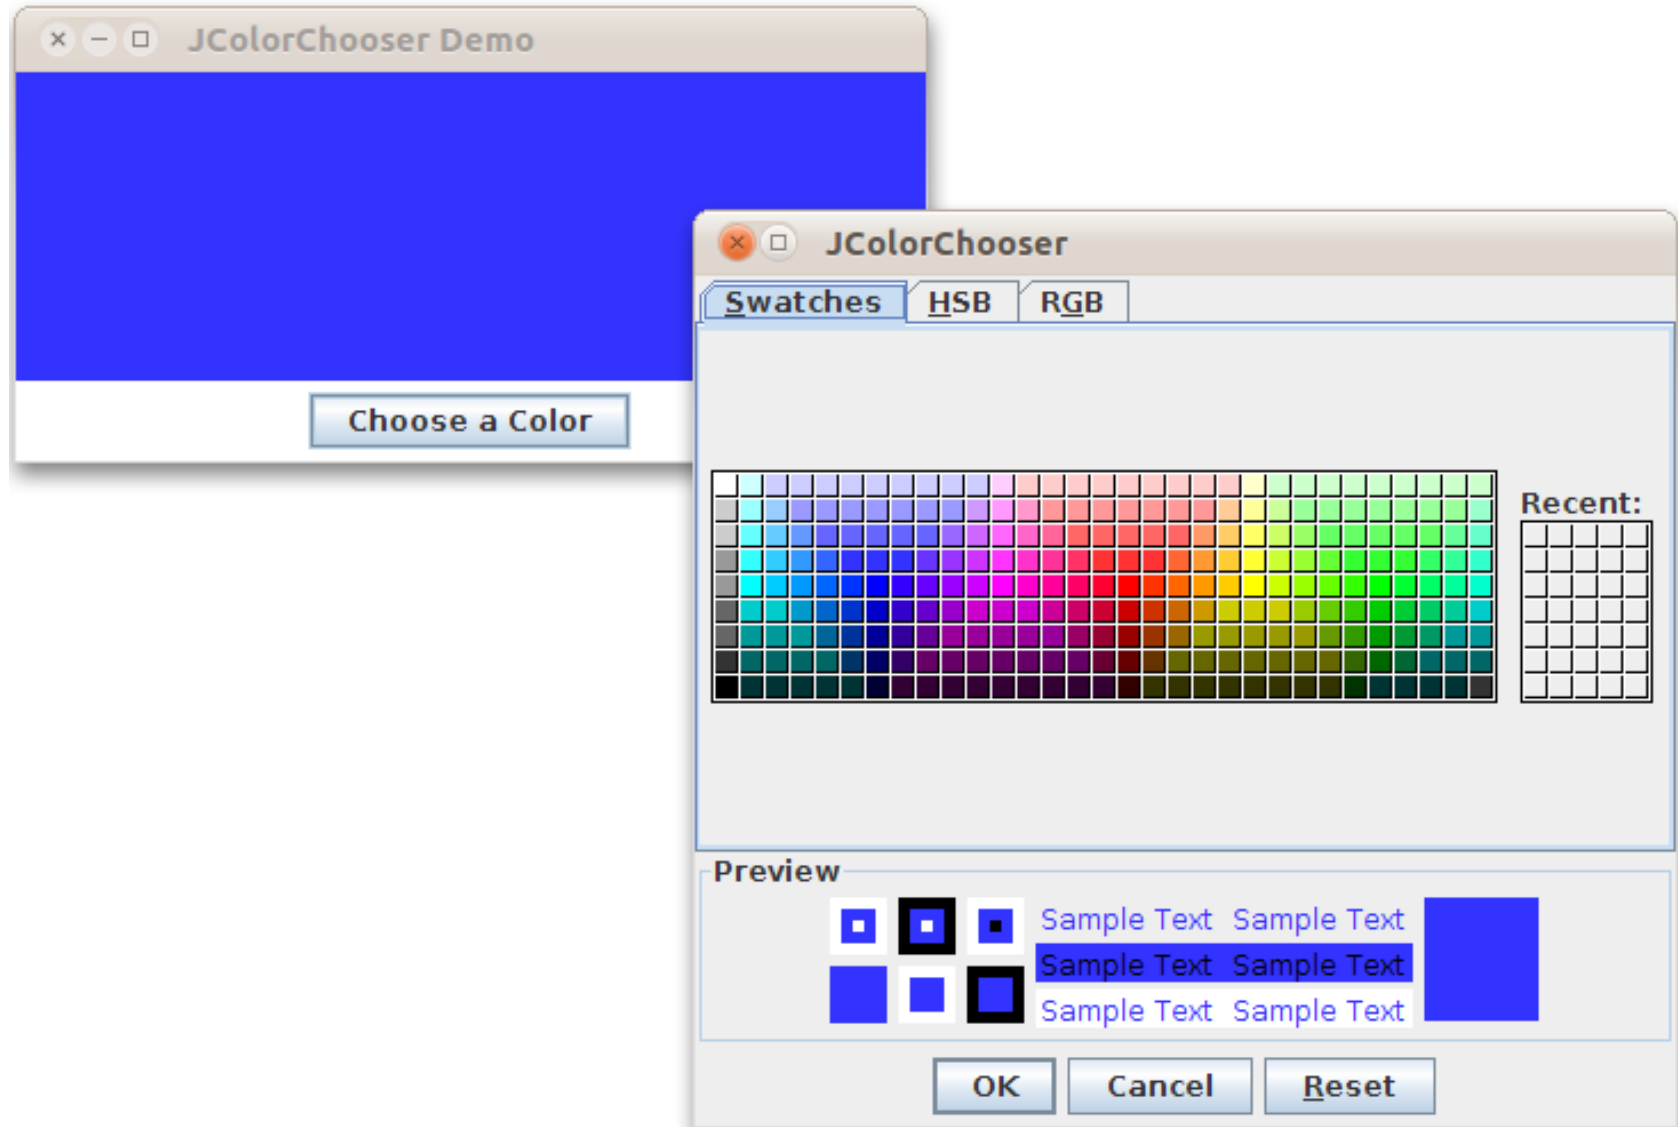 JColorChooser Demo
Choose a Color
JColorChooser
Swatches HSB RGB
Recent:
Preview
Sample Text Sample Text
Sample Text Sample Text
Sample Text Sample Text
OK Cancel Reset